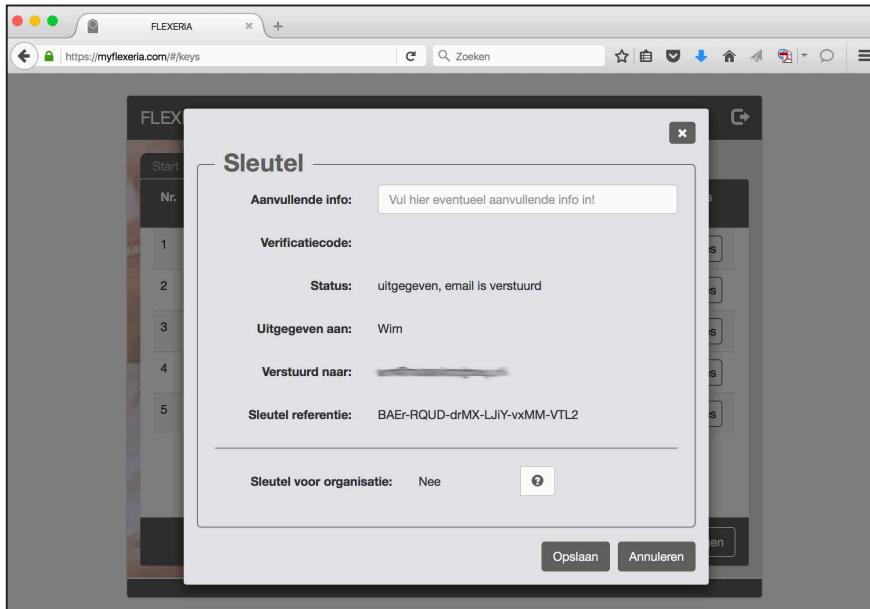 FLEXERIA
https://myflexeria.com/#/keys
Zoeken
FLEX
Start
Nr.
Sleutel
Aanvullende info: Vul hier eventueel aanvullende info in!
Verificatiecode:
Status: uitgegeven, email is verstuurd
Uitgegeven aan: Wim
Verstuurd naar:
Sleutel referentie: BAEr-RQUD-drMX-LJiY-vxMM-VTL2
Sleutel voor organisatie: Nee
Opslaan Annuleren
1
2
3
4
5
en